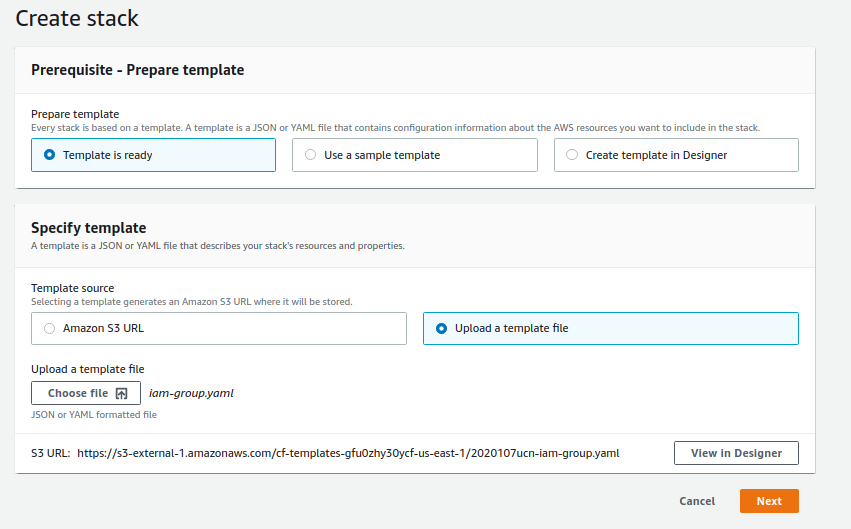 Create stack
Prerequisite - Prepare template
Prepare template
Every stack is based on a template. A template is a JSON or YAML file that contains configuration information about the AWS resources you want to include in the stack.
Template is ready
Use a sample template
Create template in Designer
Specify template
A template is a JSON or YAML file that describes your stack's resources and properties.
Template source
Selecting a template generates an Amazon S3 URL where it will be stored.
Amazon S3 URL
Upload a template file
Upload a template file
Choose file
iam-group.yaml
JSON or YAML formatted file
S3 URL: https://s3-external-1.amazonaws.com/cf-templates-gfu0zhy30ycf-us-east-1/2020107ucn-iam-group.yaml
View in Designer
Cancel
Next